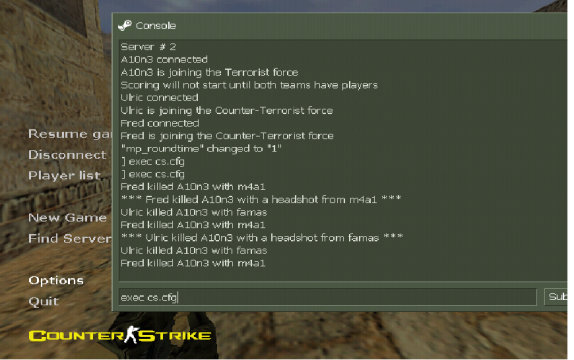 Console
Server # 2
A10n3 connected
A10n3 is joining the Terrorist force
Scoring will not start until both teams have players
Ulric connected
Ulric is joining the Counter-Terrorist force
Fred connected
Fred is joining the Counter-Terrorist force
"mp_roundtime" changed to "1"
] exec cs.cfg
] exec cs.cfg
Fred killed A10n3 with m4a1
*** Fred killed A10n3 with a headshot from m4a1 ***
Ulric killed A10n3 with famas
Fred killed A10n3 with m4a1
*** Ulric killed A10n3 with a headshot from famas ***
Ulric killed A10n3 with famas
Fred killed A10n3 with m4a1
exec cs.cfg
Sub
Resume ga
Disconnect
Player list
New Game
Find Server
Options
Quit
COUNTER STRIKE